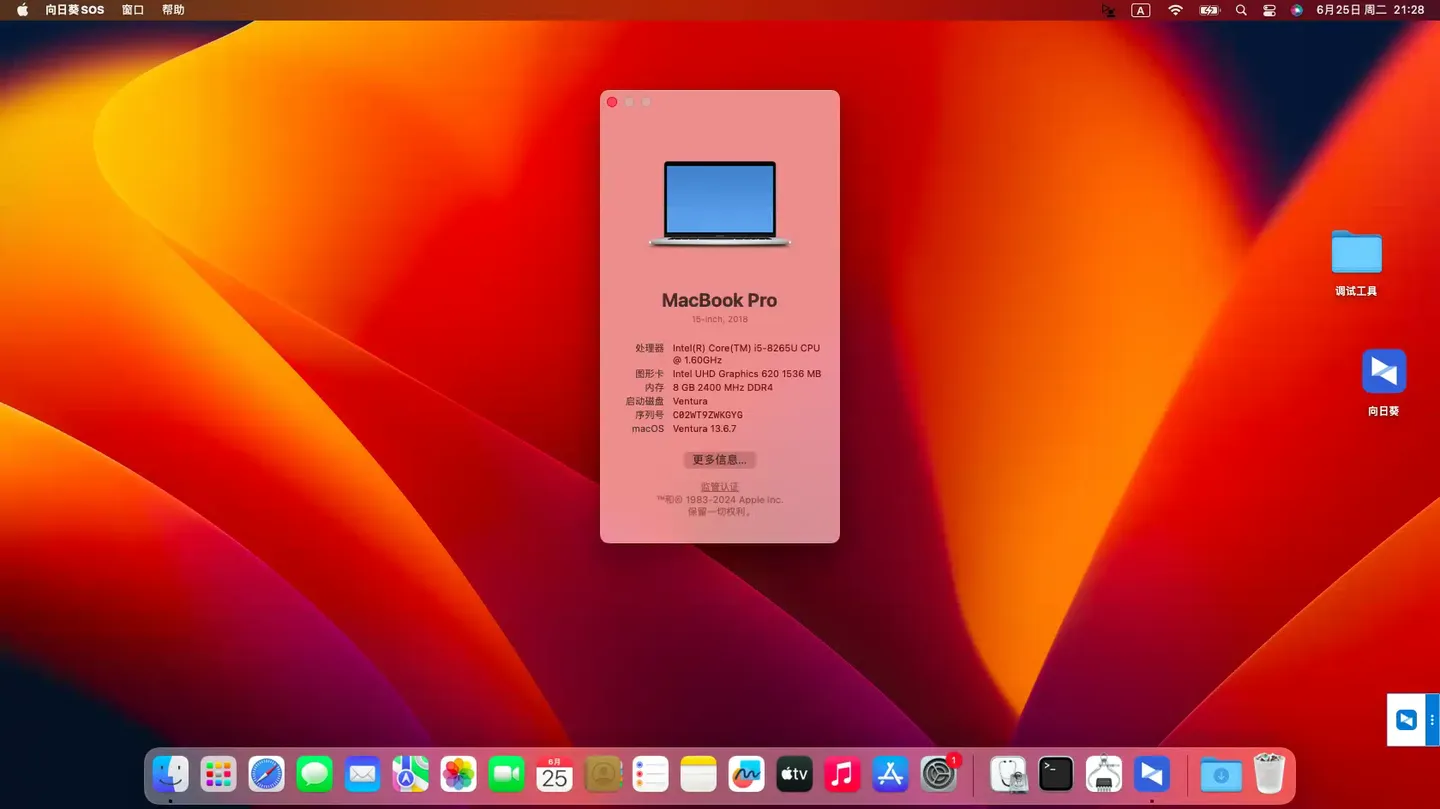 向日葵SOS 窗口 帮助
A
6月25日 周二 21:28
MacBook Pro
15-inch, 2018
处理器 Intel(R) Core(TM) i5-8265U CPU
@ 1.60GHz
图形卡 Intel UHD Graphics 620 1536 MB
内存 8 GB 2400 MHz DDR4
启动磁盘 Ventura
序列号 C02WT9ZWKGYG
macOS Ventura 13.6.7
更多信息...
监管认证
™和© 1983-2024 Apple Inc.
保留一切权利。
调试工具
向日葵
6月
25
tv
1
>_